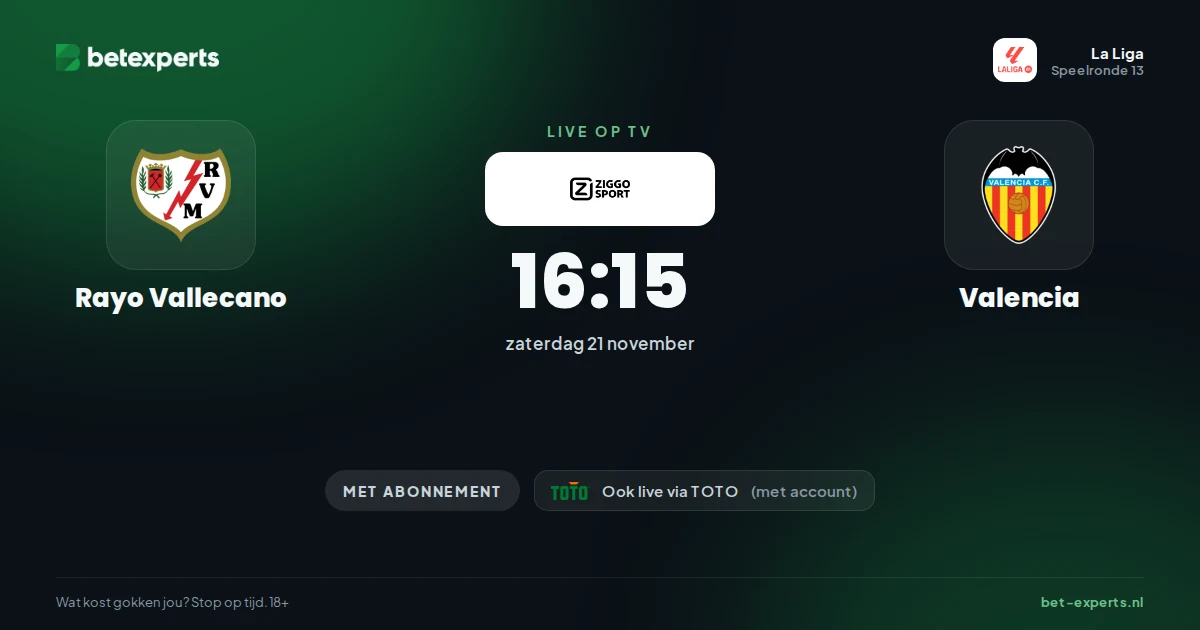 betexperts
La Liga
Speelronde 13
LALIGA
LIVE OP TV
ZIGGO
SPORT
R
V
M
VALENCIA C.F.
16:15
Rayo Vallecano
Valencia
zaterdag 21 november
MET ABONNEMENT
TOTO
Ook live via TOTO (met account)
Wat kost gokken jou? Stop op tijd. 18+
bet-experts.nl